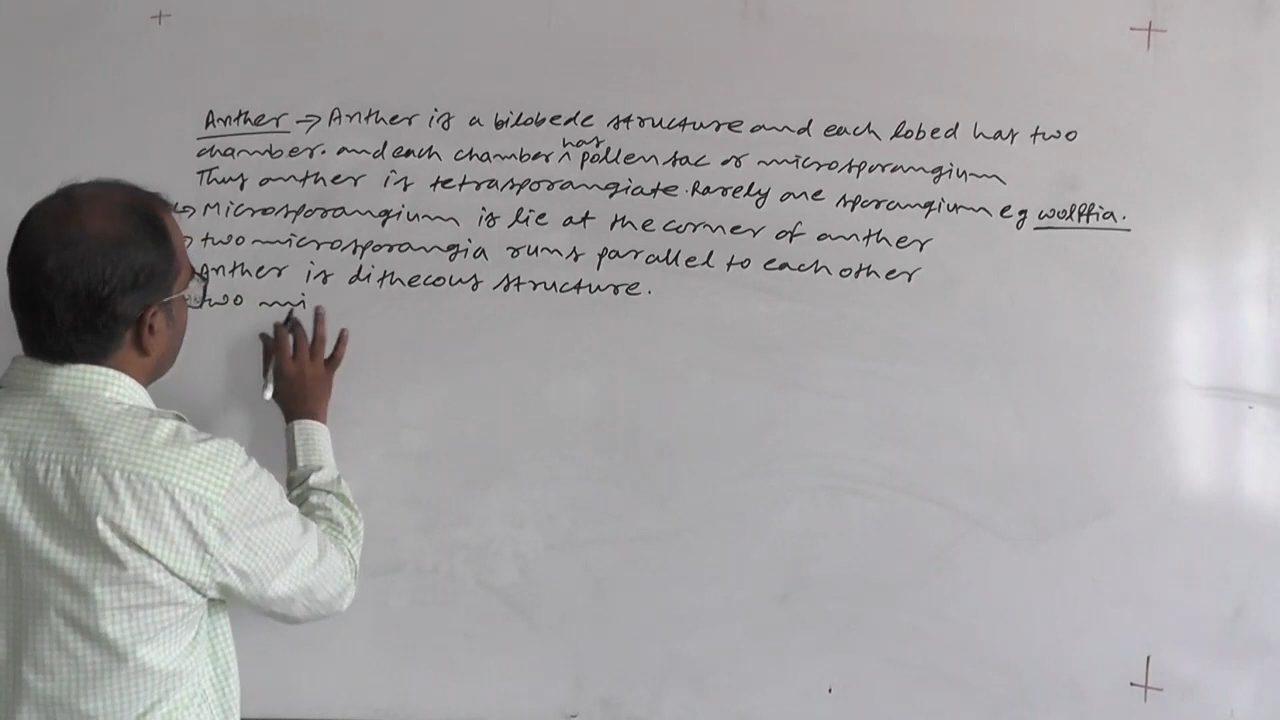 Anther → Anther is a bilobede structure and each lobed has two
chamber. and each chamber ^has pollen sac or microsporangium
Thus anther is tetrasporangiate. Rarely one sporangium eg wolffia.
↳ Microsporangium is lie at the corner of anther
two microsporangia runs parallel to each other
Anther is dithecous structure.
two mi